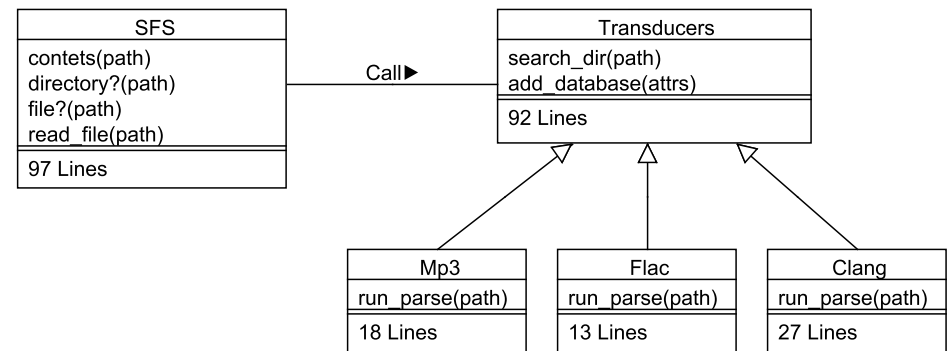 SFS
contets(path)
directory?(path)
file?(path)
read_file(path)
97 Lines
Call▶
Transducers
search_dir(path)
add_database(attrs)
92 Lines
Mp3
run_parse(path)
18 Lines
Flac
run_parse(path)
13 Lines
Clang
run_parse(path)
27 Lines